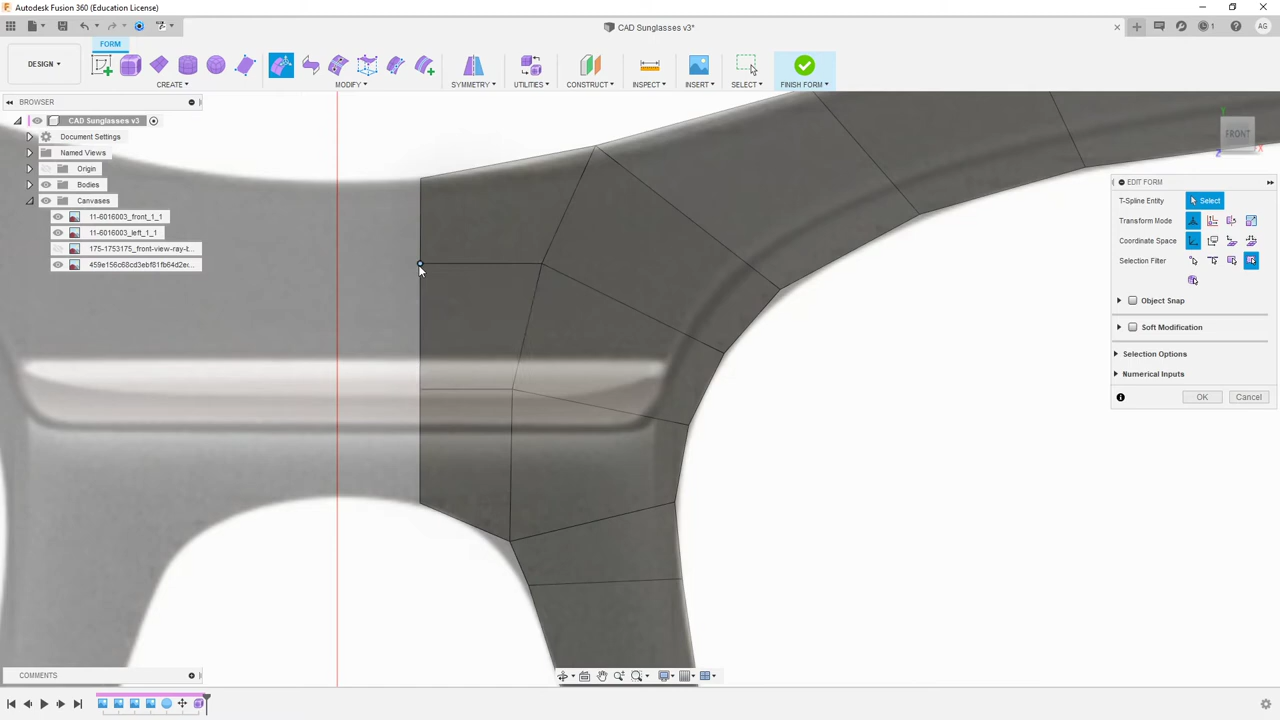 Autodesk Fusion 360 (Education License)
CAD Sunglasses v3*
1
AG
FORM
DESIGN
CREATE
MODIFY
SYMMETRY
UTILITIES
CONSTRUCT
INSPECT
INSERT
SELECT
FINISH FORM
BROWSER
CAD Sunglasses v3
Document Settings
Named Views
Origin
Bodies
Canvases
11-6016003_front_1_1
11-6016003_left_1_1
175-1753175_front-view-ray-t...
459e156c68cd3ebf81fb64d2e...
Y
FRONT
X
Z
EDIT FORM
T-Spline Entity
Select
Transform Mode
Coordinate Space
Selection Filter
Object Snap
Soft Modification
Selection Options
Numerical Inputs
OK
Cancel
COMMENTS